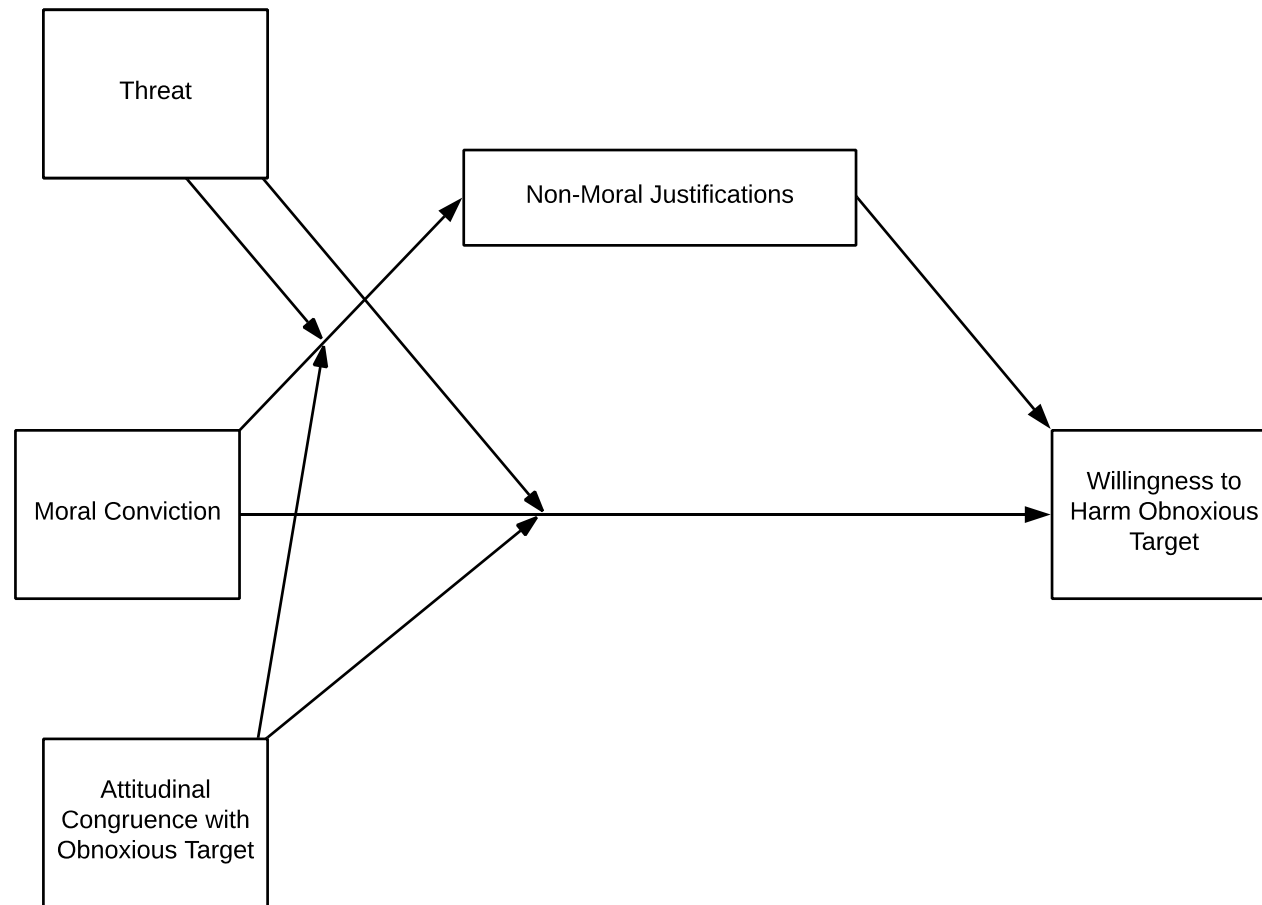 Threat
Non-Moral Justifications
Moral Conviction
Willingness to
Harm Obnoxious
Target
Attitudinal
Congruence with
Obnoxious Target